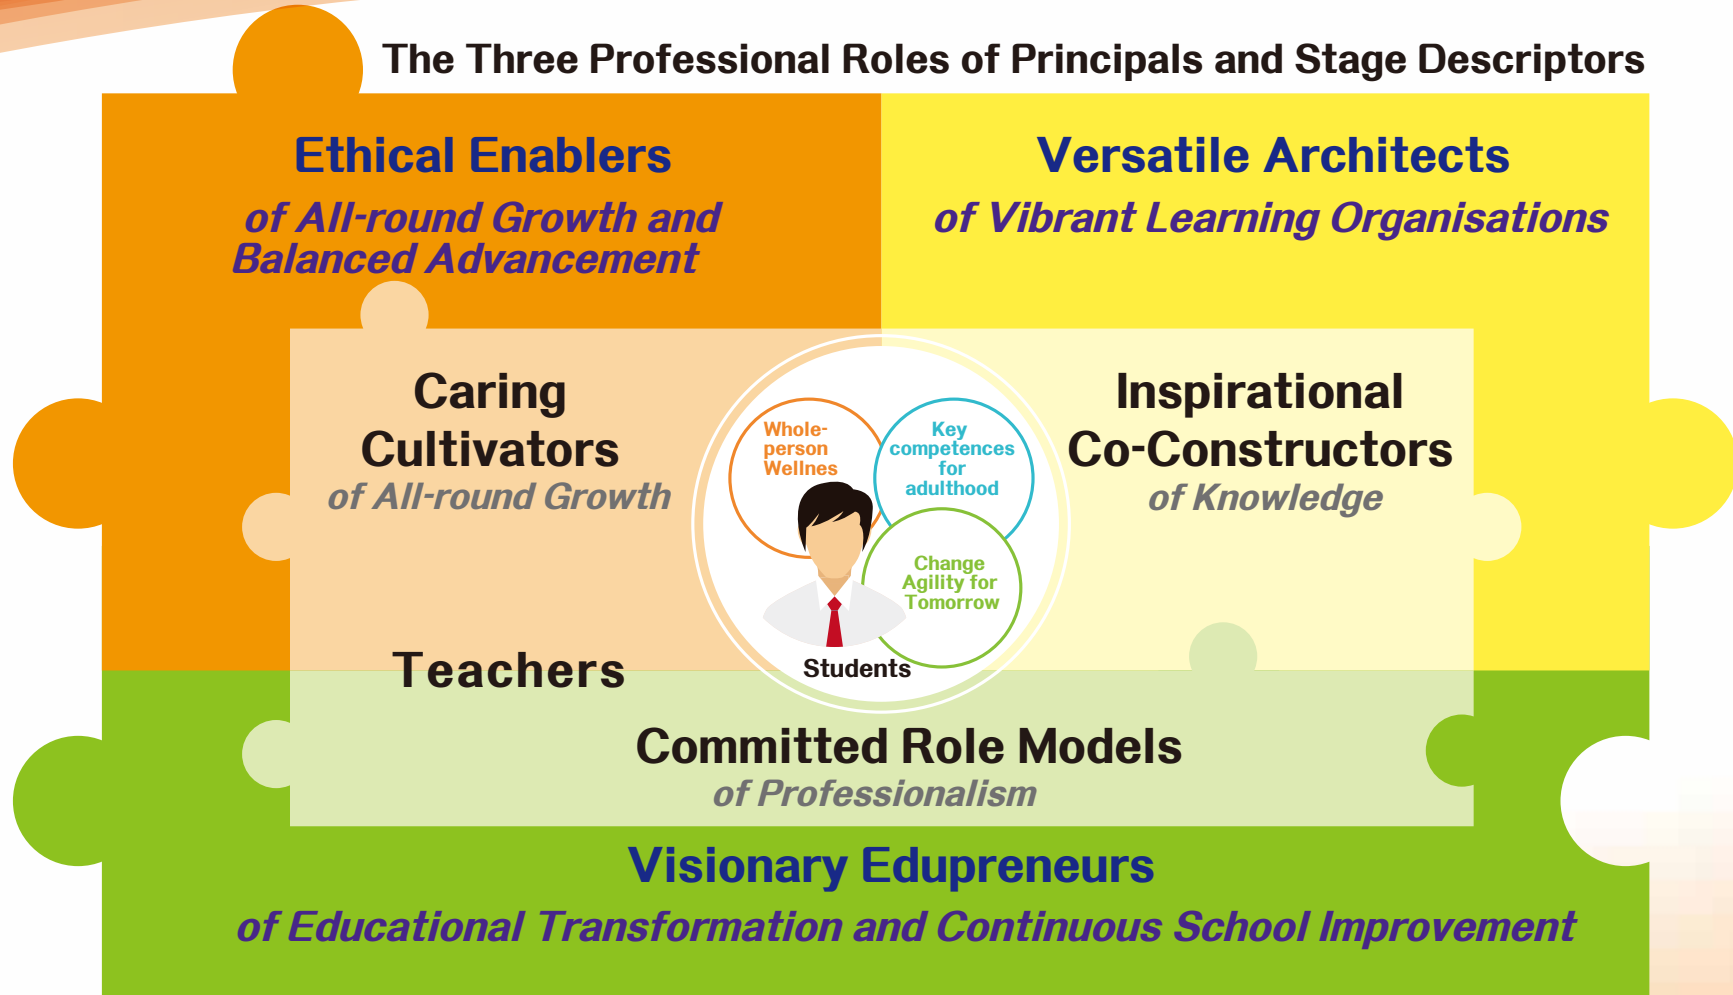 The Three Professional Roles of Principals and Stage Descriptors
Ethical Enablers
of All-round Growth and
Balanced Advancement
Versatile Architects
of Vibrant Learning Organisations
Caring
Cultivators
of All-round Growth
Whole-
person
Wellnes
Key
competences
for
adulthood
Change
Agility for
Tomorrow
Students
Inspirational
Co-Constructors
of Knowledge
Teachers
Committed Role Models
of Professionalism
Visionary Edupreneurs
of Educational Transformation and Continuous School Improvement